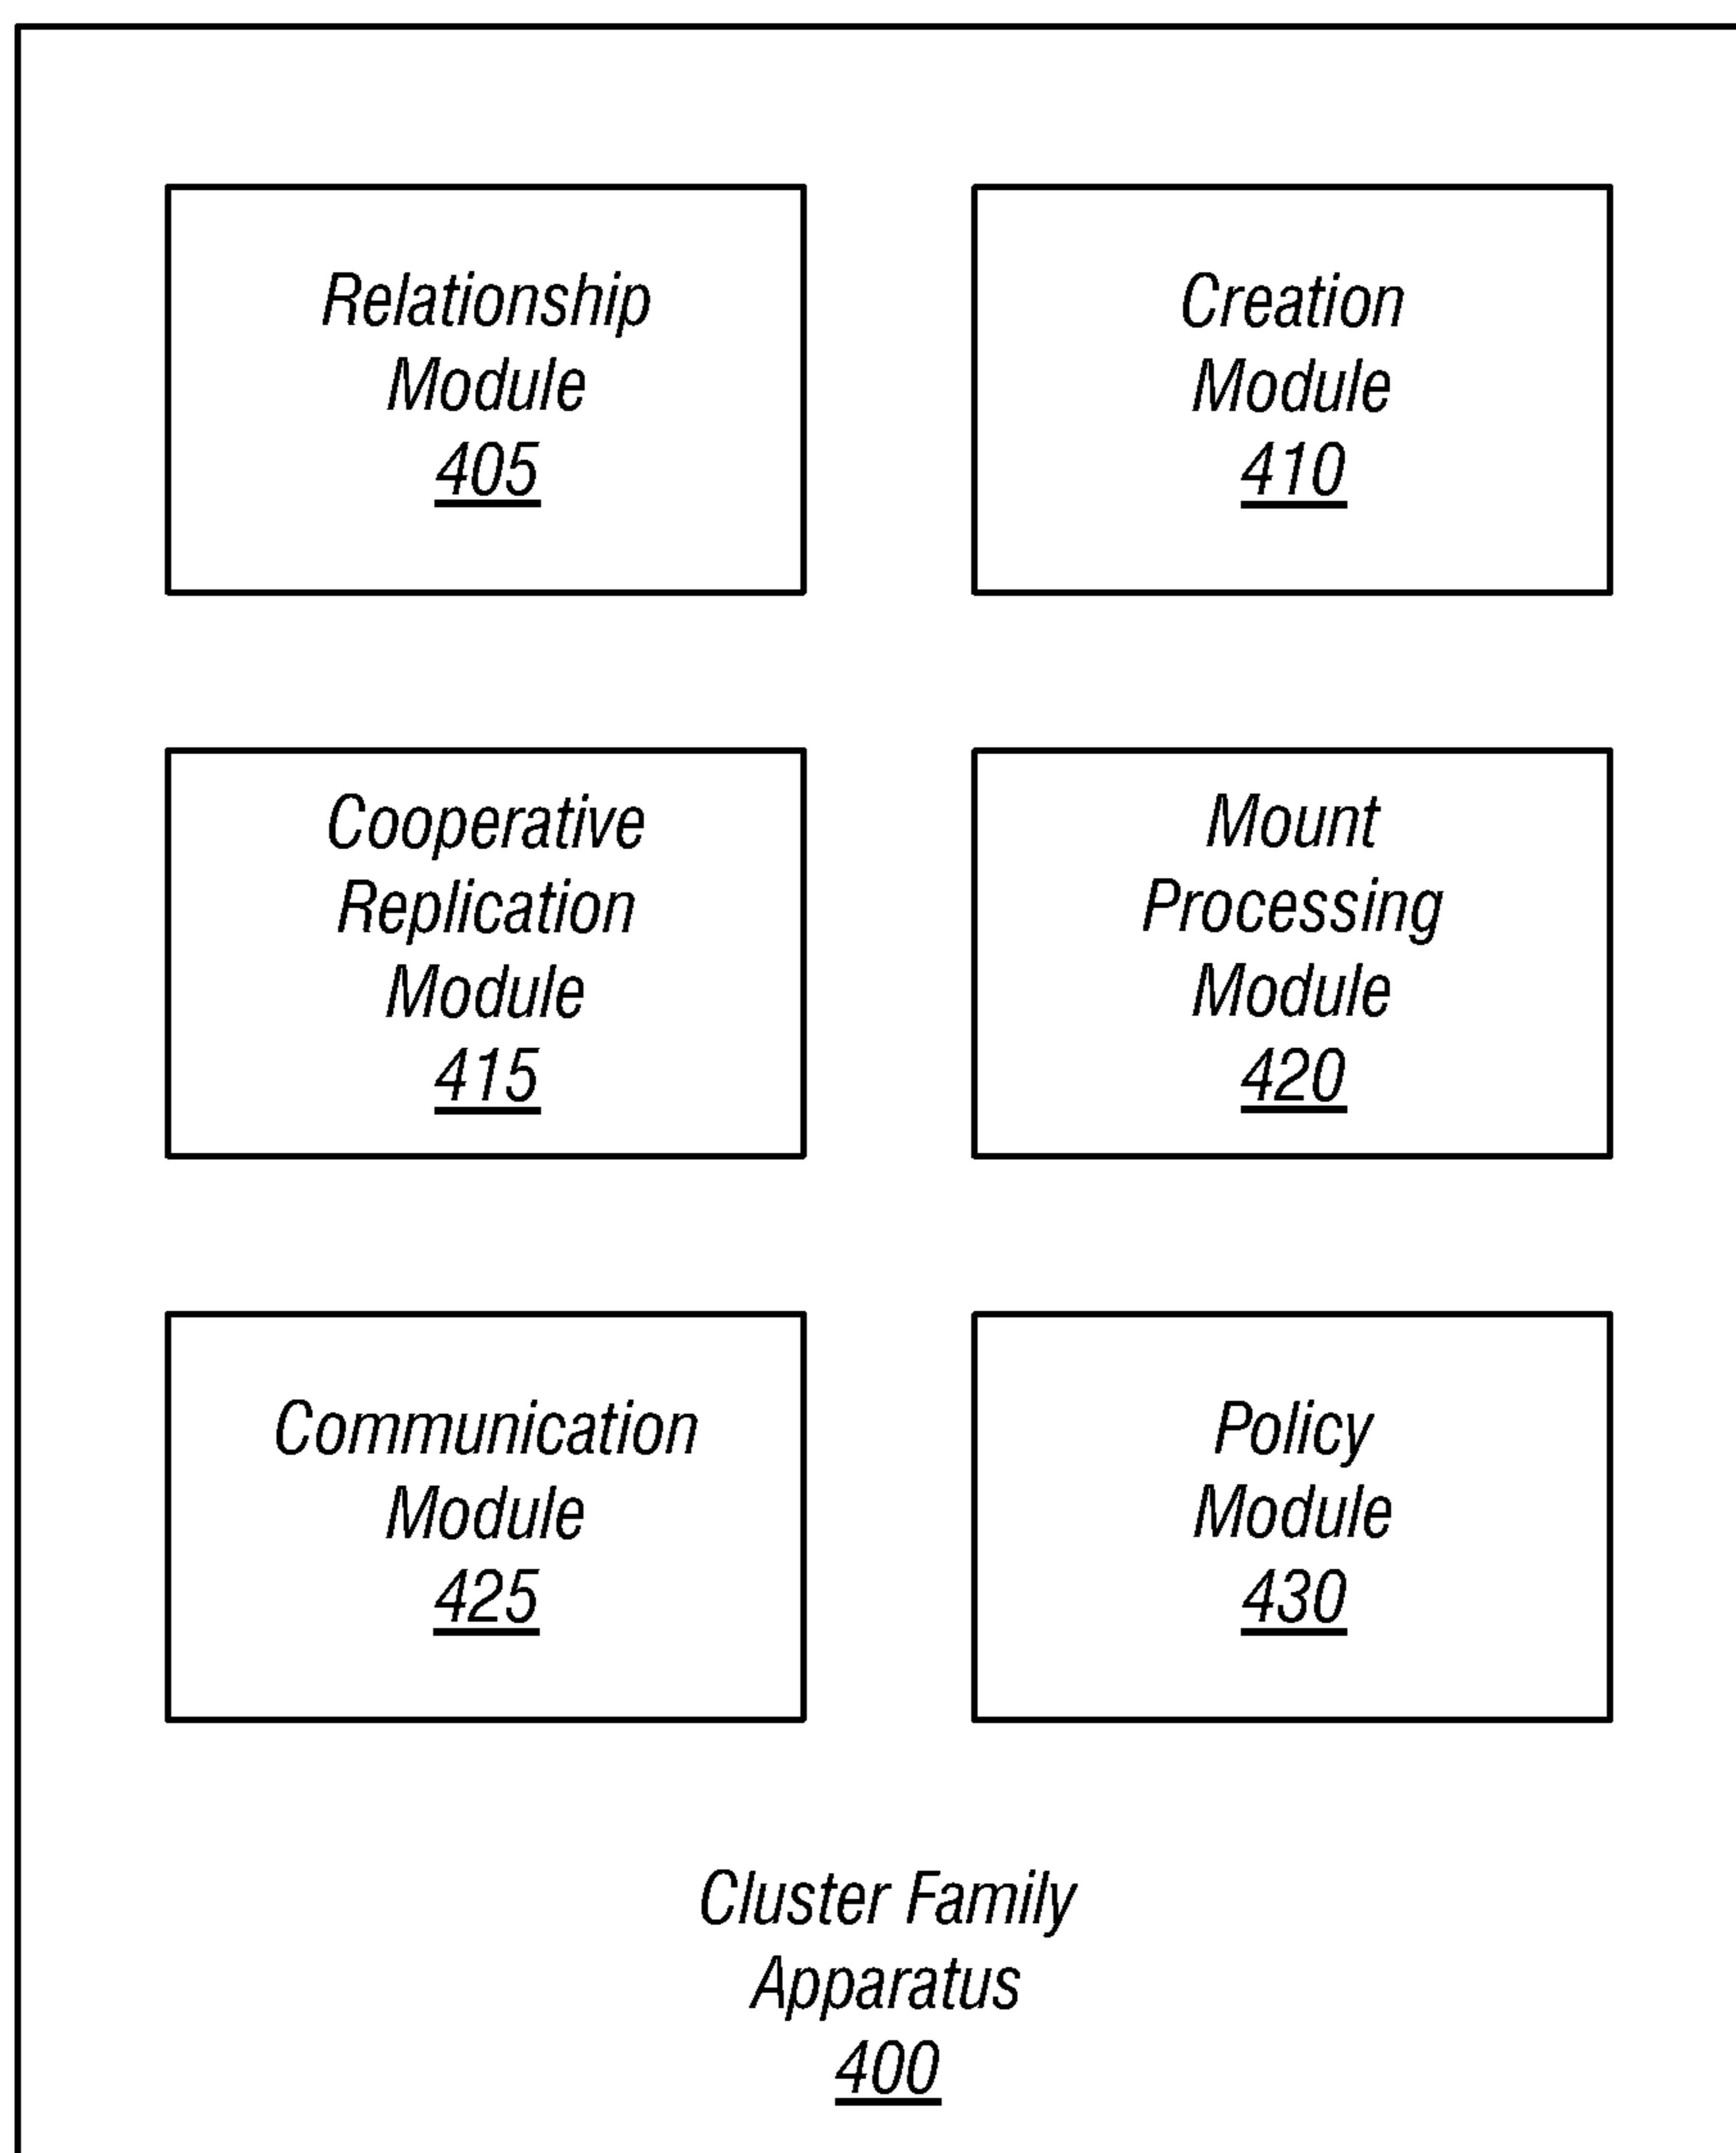 Relationship
Module
405
Creation
Module
410
Cooperative
Replication
Module
415
Mount
Processing
Module
420
Communication
Module
425
Policy
Module
430
Cluster Family
Apparatus
400